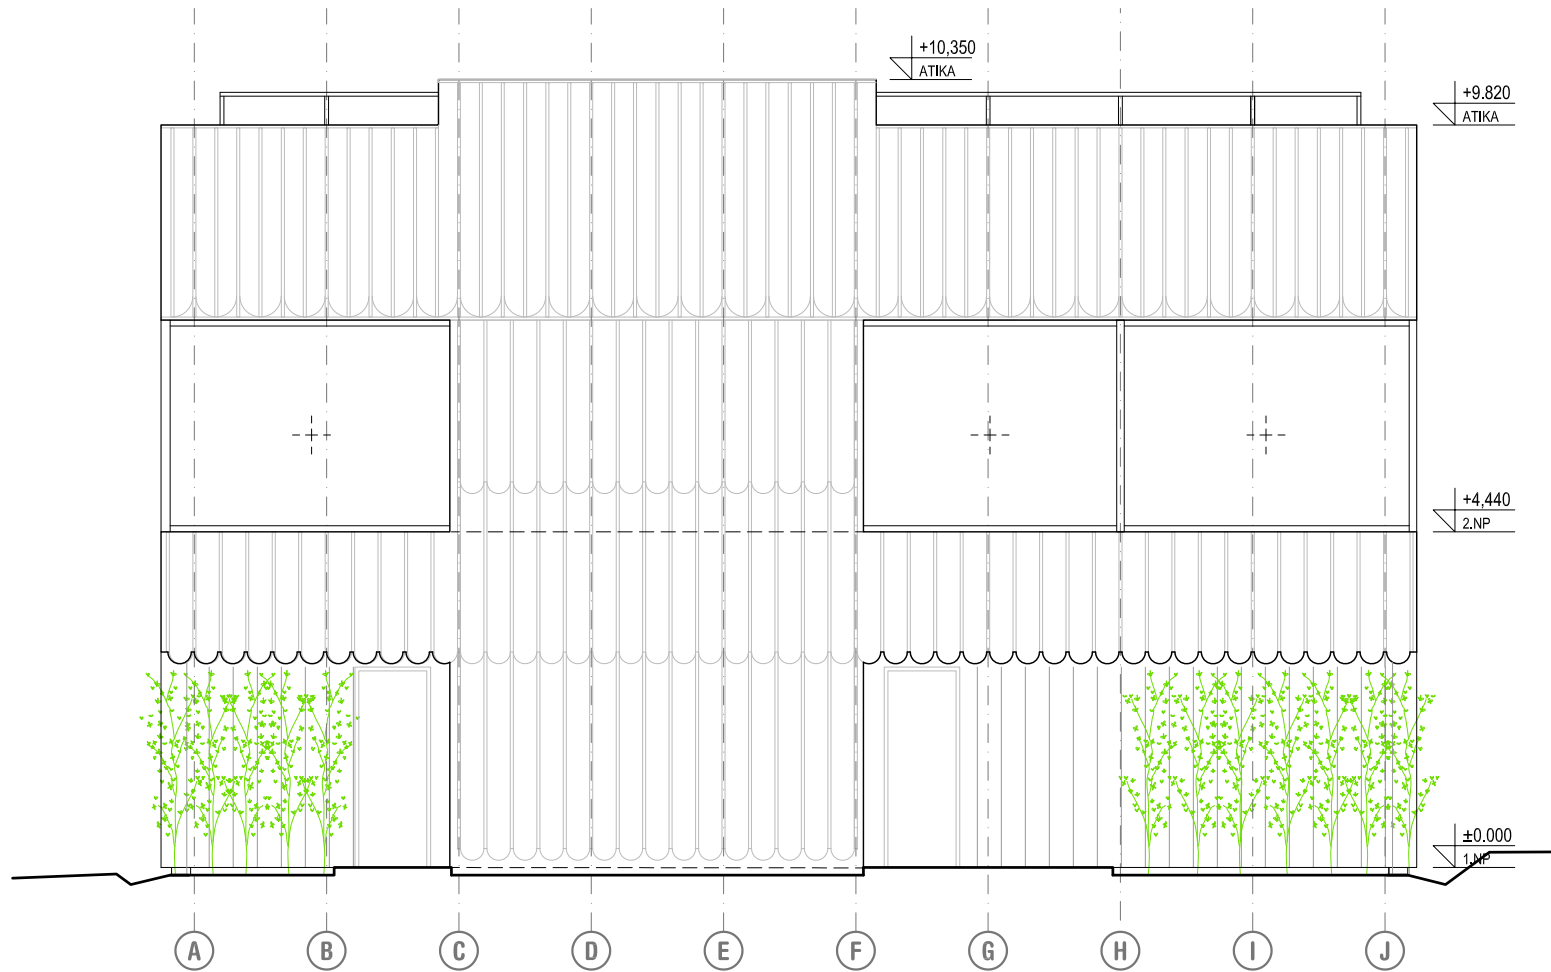 +10,350
ATIKA
+9.820
ATIKA
+4,440
2.NP
±0.000
1.NP
A B C D E F G H I J